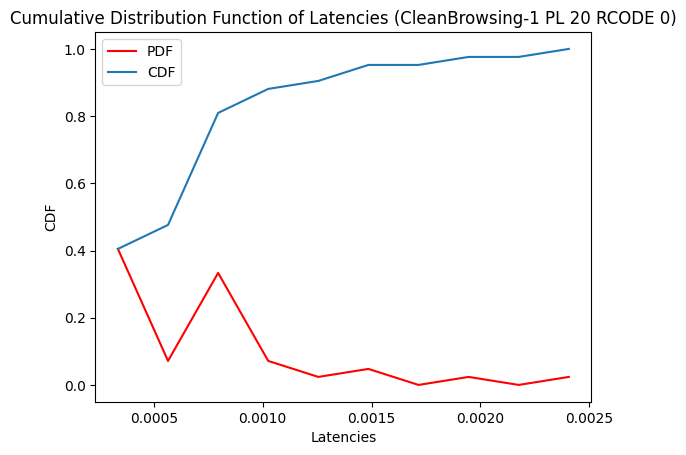 Cumulative Distribution Function of Latencies (CleanBrowsing-1 PL 20 RCODE 0)
PDF
CDF
1.0
0.8
0.6
0.4
0.2
0.0
CDF
0.0005
0.0010
0.0015
0.0020
0.0025
Latencies